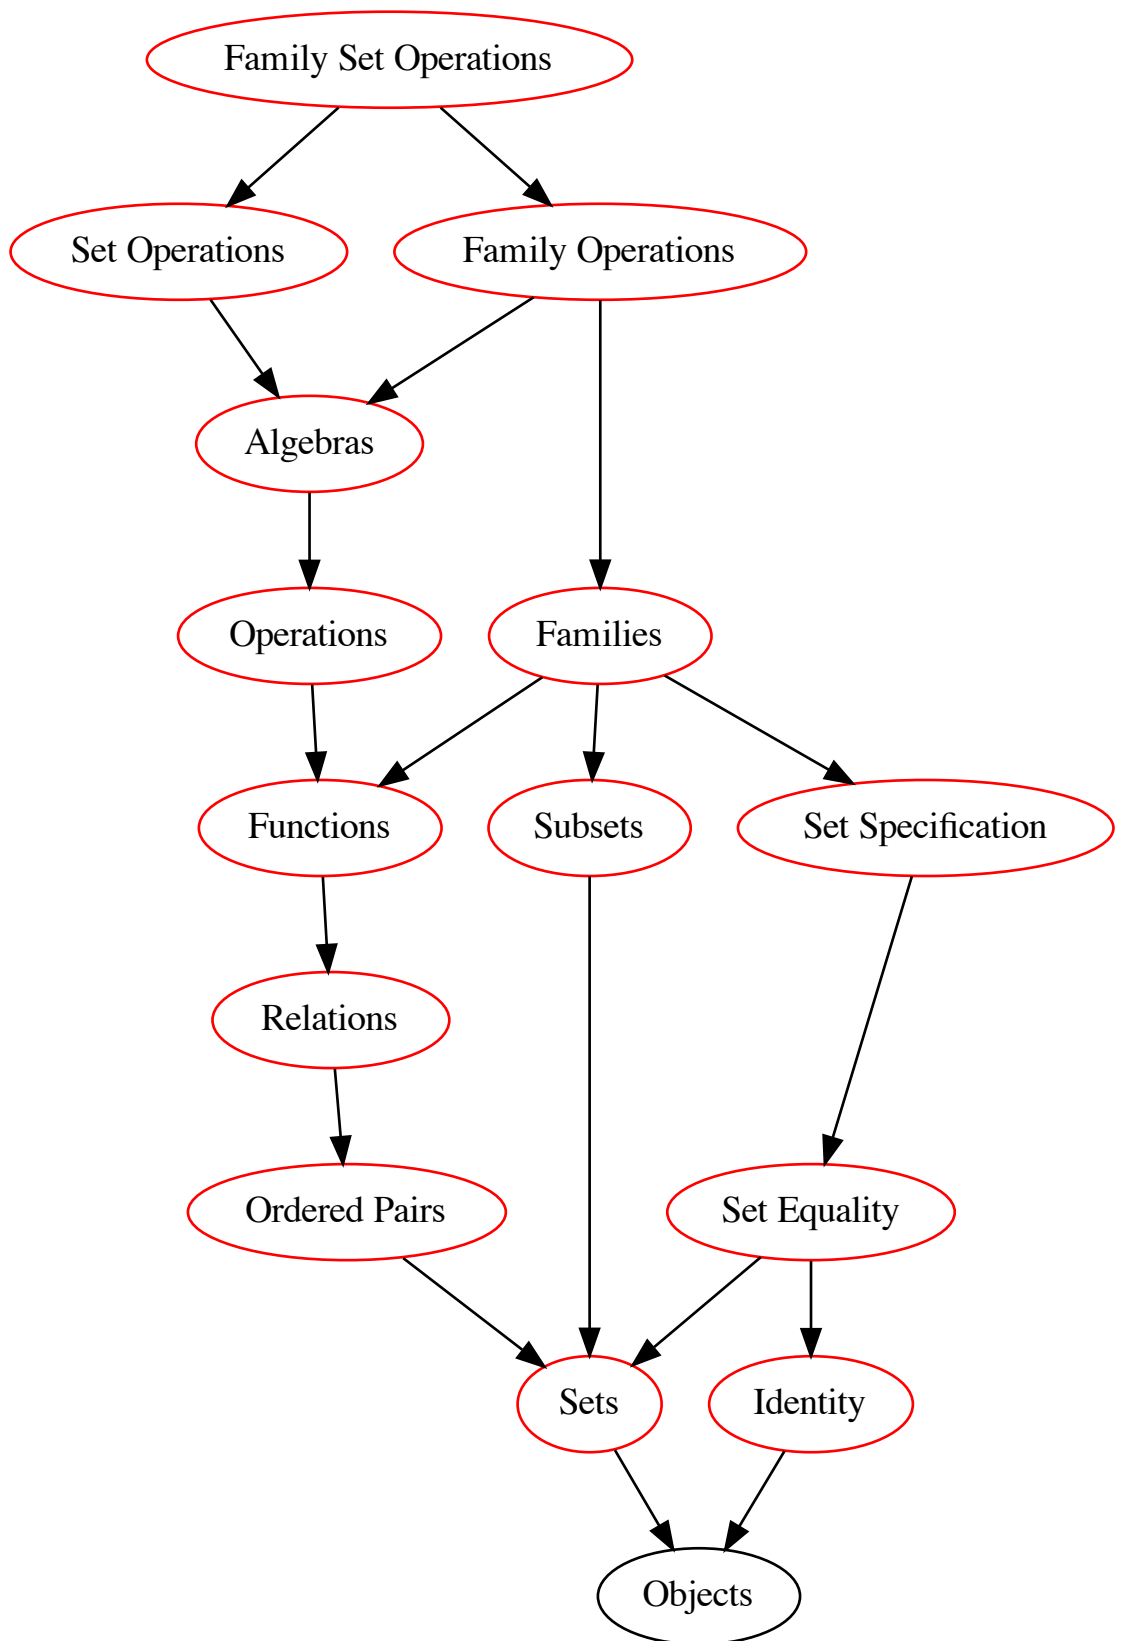 Family Set Operations
Set Operations
Family Operations
Algebras
Operations
Families
Functions
Subsets
Set Specification
Relations
Ordered Pairs
Set Equality
Sets
Identity
Objects